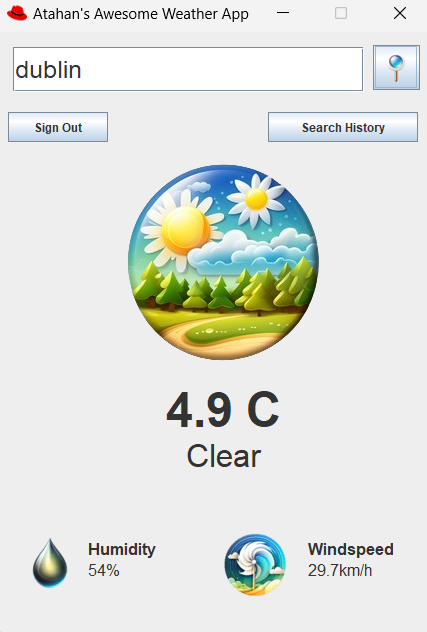 Atahan's Awesome Weather App
dublin
Sign Out
Search History
4.9 C
Clear
Humidity
54%
Windspeed
29.7km/h